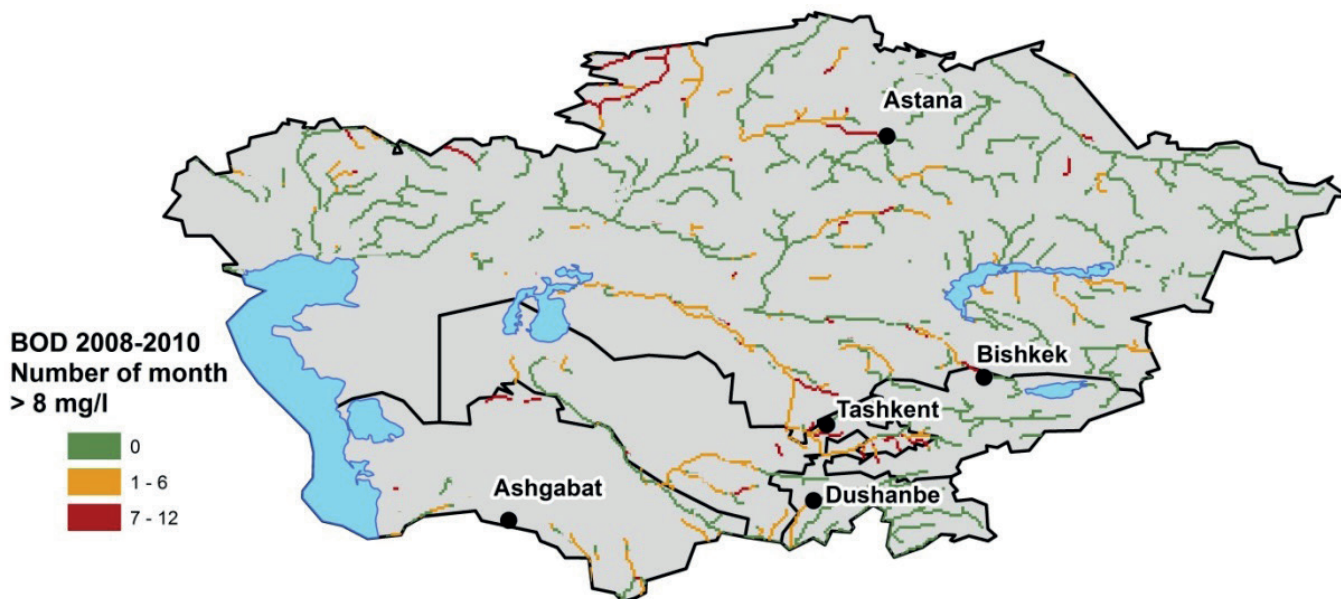 Astana
BOD 2008-2010
Number of month
> 8 mg/l
0
1 - 6
7 - 12
Bishkek
Tashkent
Ashgabat
Dushanbe